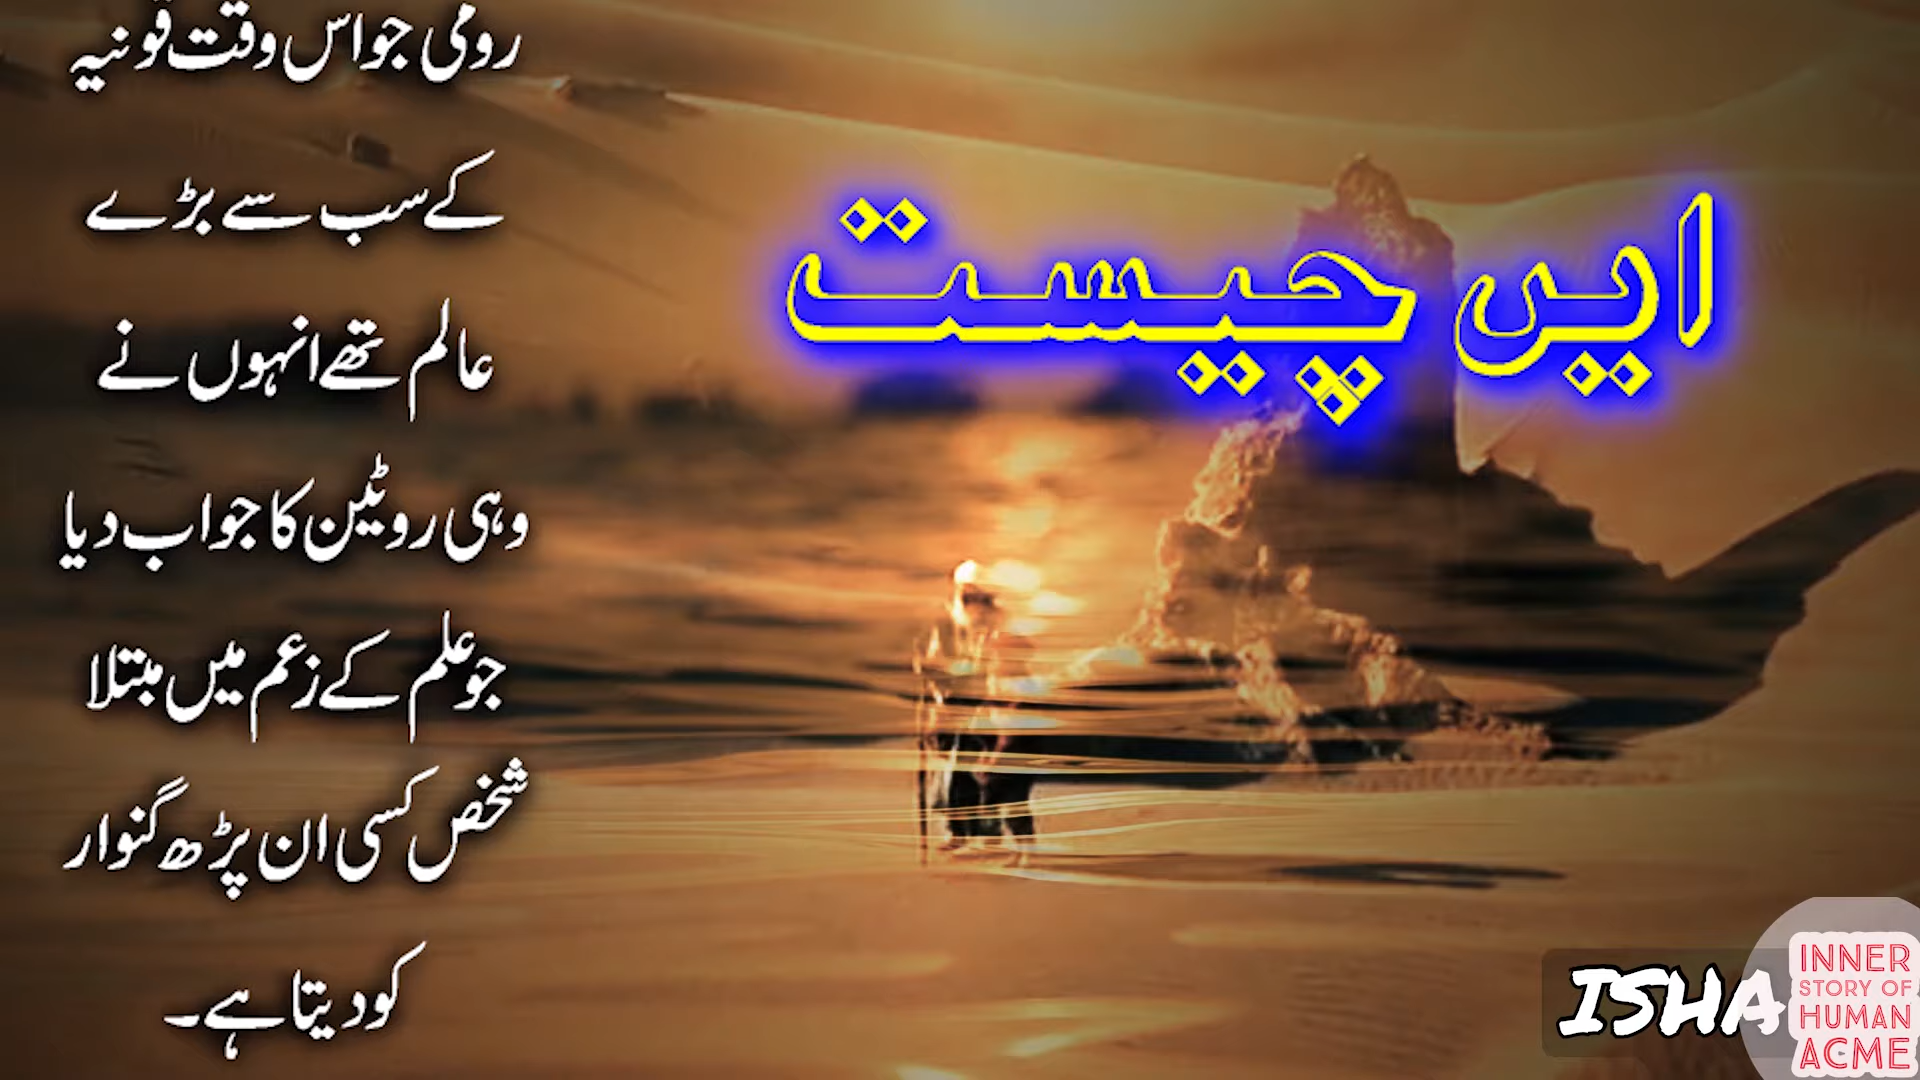 رومی جو اس وقت قونیہ
کے سب سے بڑے
عالم تھے انہوں نے
وہی روٹین کا جواب دیا
جو علم کے زعم میں مبتلا
شخص کسی ان پڑھ گنوار
کو دیتا ہے۔
ایں چیست
ISHA
INNER
STORY OF
HUMAN
ACME